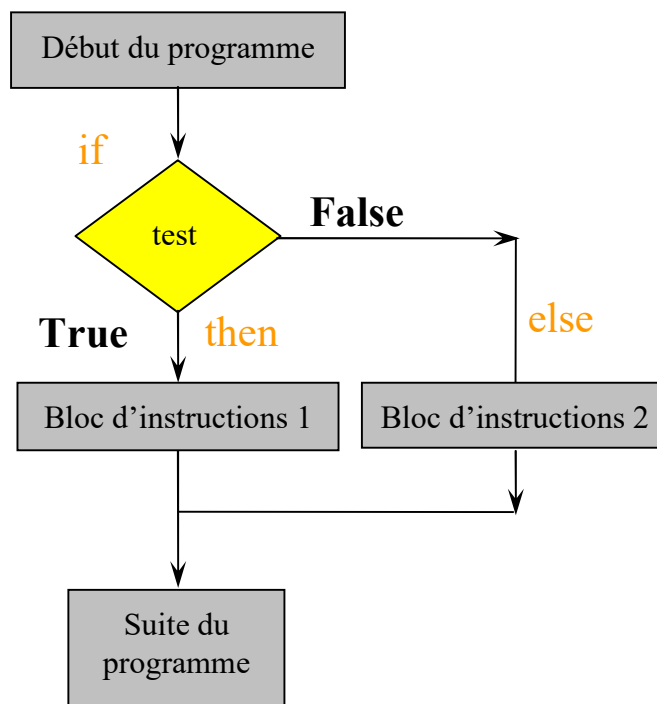 Début du programme
if
False
test
True
then
else
Bloc d’instructions 1
Bloc d’instructions 2
Suite du
programme